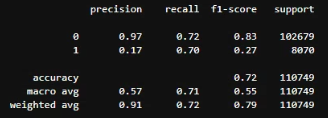 precision recall f1-score support
0 0.97 0.72 0.83 102679
1 0.17 0.70 0.27 8070
accuracy 0.72 110749
macro avg 0.57 0.71 0.55 110749
weighted avg 0.91 0.72 0.79 110749